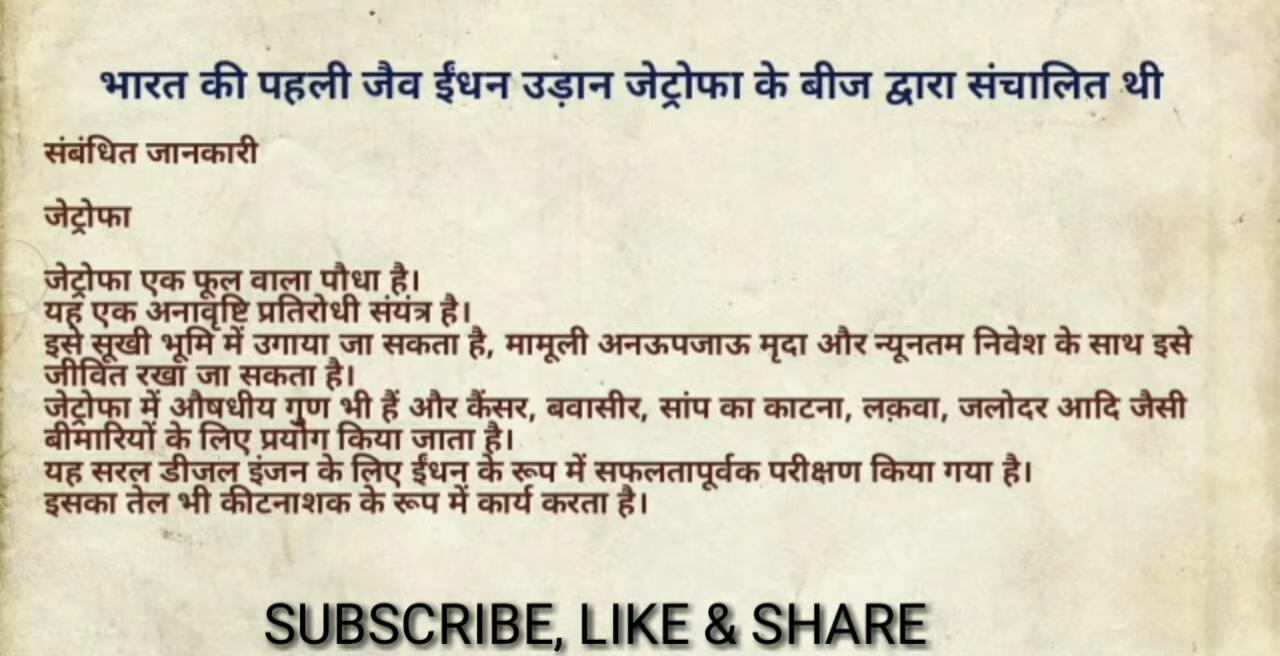 भारत की पहली जैव ईंधन उड़ान जेट्रोफा के बीज द्वारा संचालित थी
संबंधित जानकारी
जेट्रोफा
जेट्रोफा एक फूल वाला पौधा है।
यह एक अनावृष्टि प्रतिरोधी संयंत्र है।
इसे सूखी भूमि में उगाया जा सकता है, मामूली अनऊपजाऊ मृदा और न्यूनतम निवेश के साथ इसे
जीवित रखा जा सकता है।
जेट्रोफा में औषधीय गुण भी हैं और कैंसर, बवासीर, सांप का काटना, लक़वा, जलोदर आदि जैसी
बीमारियों के लिए प्रयोग किया जाता है।
यह सरल डीजल इंजन के लिए ईंधन के रूप में सफलतापूर्वक परीक्षण किया गया है।
इसका तेल भी कीटनाशक के रूप में कार्य करता है।
SUBSCRIBE, LIKE & SHARE